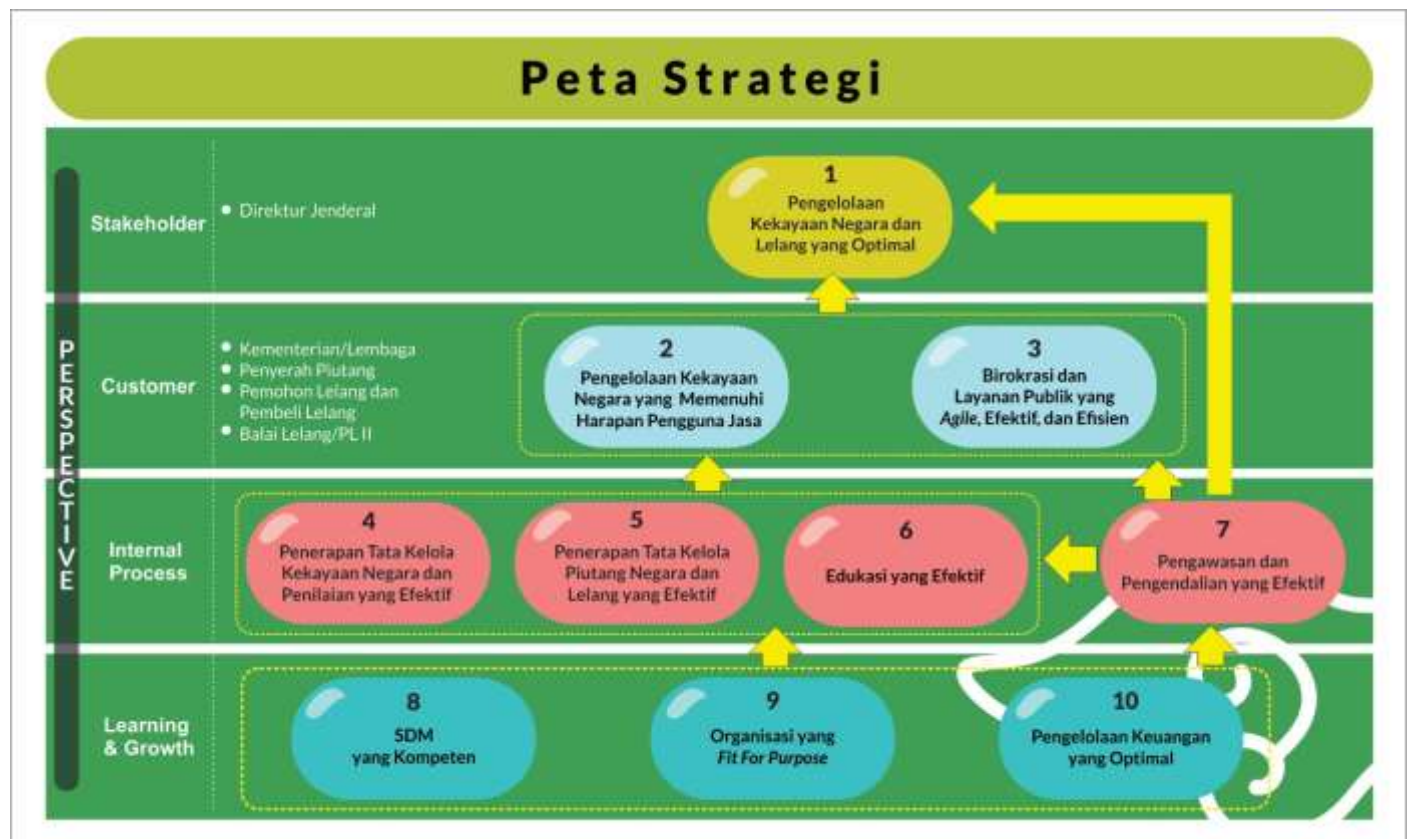 Peta Strategi
PERSPECTIVE
Stakeholder
Direktur Jenderal
1
Pengelolaan
Kekayaan Negara dan
Lelang yang Optimal
Customer
Kementerian/Lembaga
Penyerah Piutang
Pemohon Lelang dan
Pembeli Lelang
Balai Lelang/PL II
2
Pengelolaan Kekayaan
Negara yang Memenuhi
Harapan Pengguna Jasa
3
Birokrasi dan
Layanan Publik yang
Agile, Efektif, dan Efisien
Internal
Process
4
Penerapan Tata Kelola
Kekayaan Negara dan
Penilaian yang Efektif
5
Penerapan Tata Kelola
Piutang Negara dan
Lelang yang Efektif
6
Edukasi yang Efektif
7
Pengawasan dan
Pengendalian yang Efektif
Learning
& Growth
8
SDM
yang Kompeten
9
Organisasi yang
Fit For Purpose
10
Pengelolaan Keuangan
yang Optimal